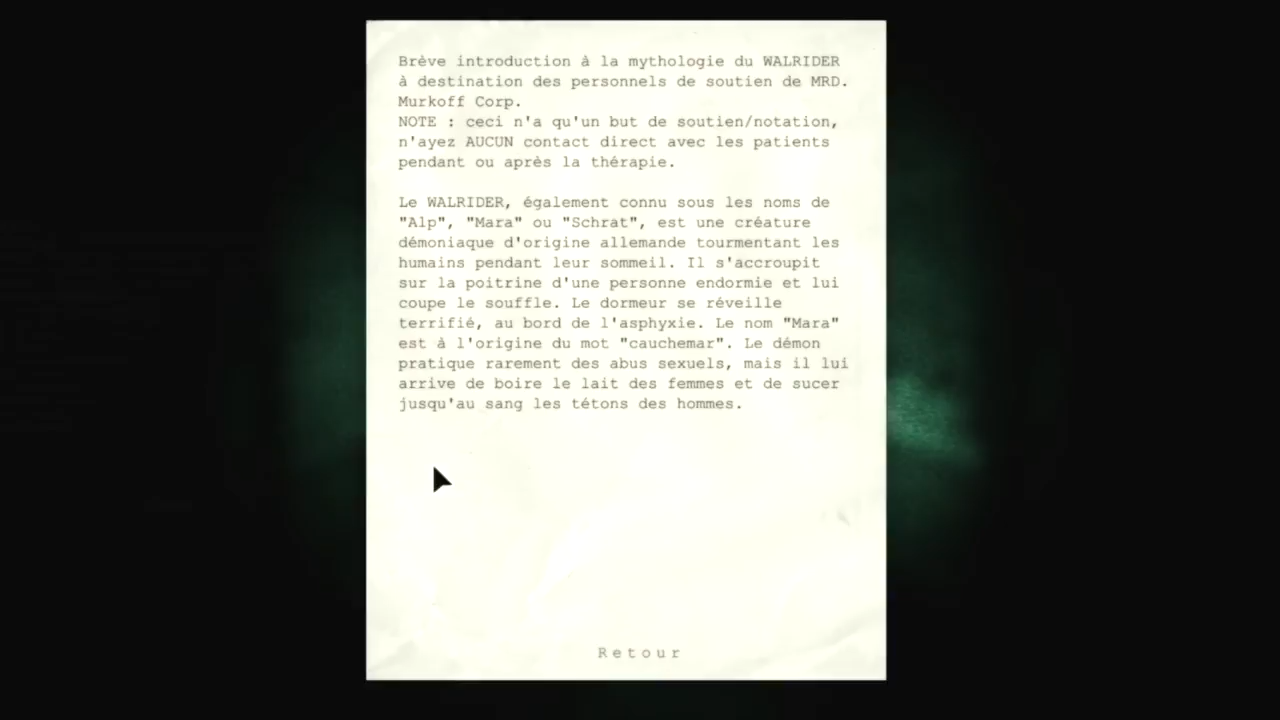 Brève introduction à la mythologie du WALRIDER
à destination des personnels de soutien de MRD.
Murkoff Corp.
NOTE : ceci n'a qu'un but de soutien/notation,
n'ayez AUCUN contact direct avec les patients
pendant ou après la thérapie.

Le WALRIDER, également connu sous les noms de
"Alp", "Mara" ou "Schrat", est une créature
démoniaque d'origine allemande tourmentant les
humains pendant leur sommeil. Il s'accroupit
sur la poitrine d'une personne endormie et lui
coupe le souffle. Le dormeur se réveille
terrifié, au bord de l'asphyxie. Le nom "Mara"
est à l'origine du mot "cauchemar". Le démon
pratique rarement des abus sexuels, mais il lui
arrive de boire le lait des femmes et de sucer
jusqu'au sang les tétons des hommes.

Retour